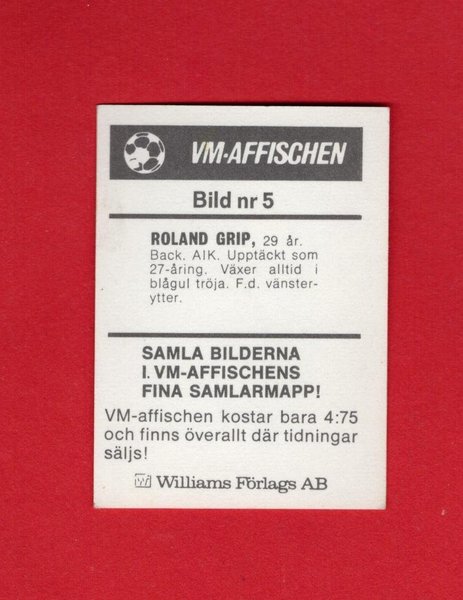 VM-AFFISCHEN
Bild nr 5
ROLAND GRIP, 29 år.
Back. AIK. Upptäckt som
27-åring. Växer alltid i
blågul tröja. F.d. vänster-
ytter.
SAMLA BILDERNA
I. VM-AFFISCHENS
FINA SAMLARMAPP!
VM-affischen kostar bara 4:75
och finns överallt där tidningar
säljs!
Williams Förlags AB